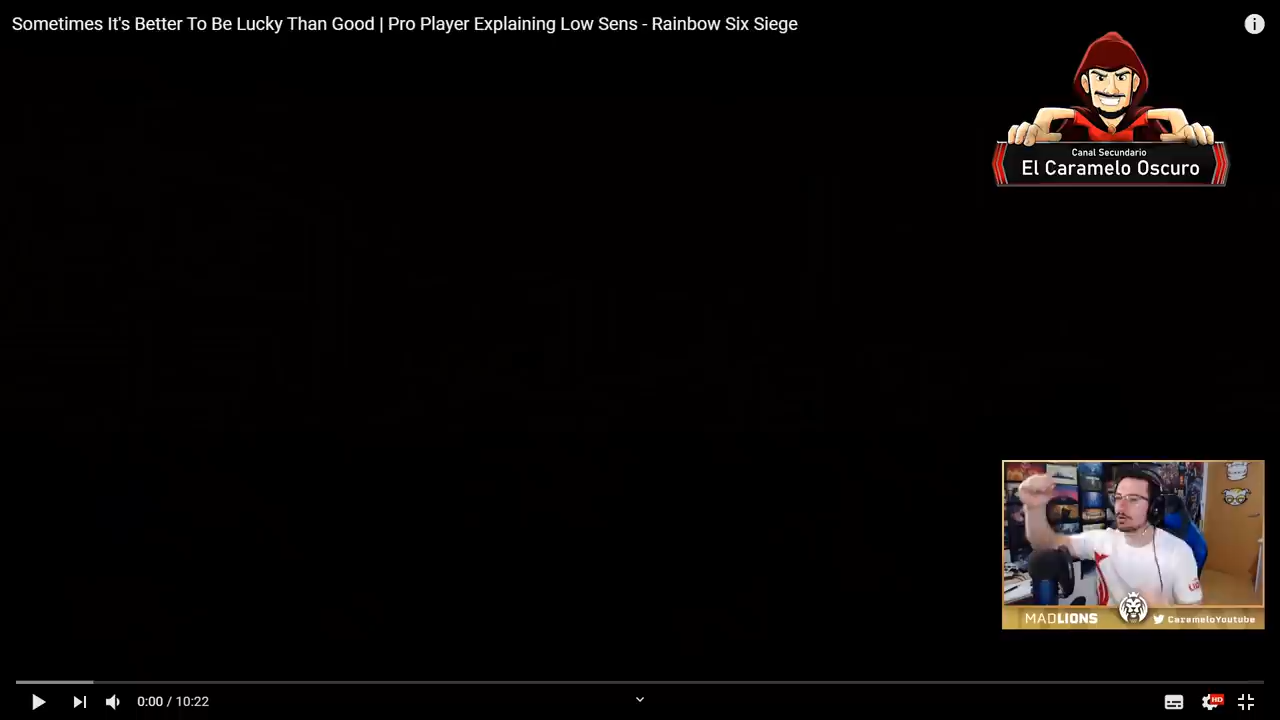 Sometimes It's Better To Be Lucky Than Good | Pro Player Explaining Low Sens - Rainbow Six Siege
Canal Secundario
El Caramelo Oscuro
MADLIONS
CarameloYoutube
0:00 / 10:22
HD